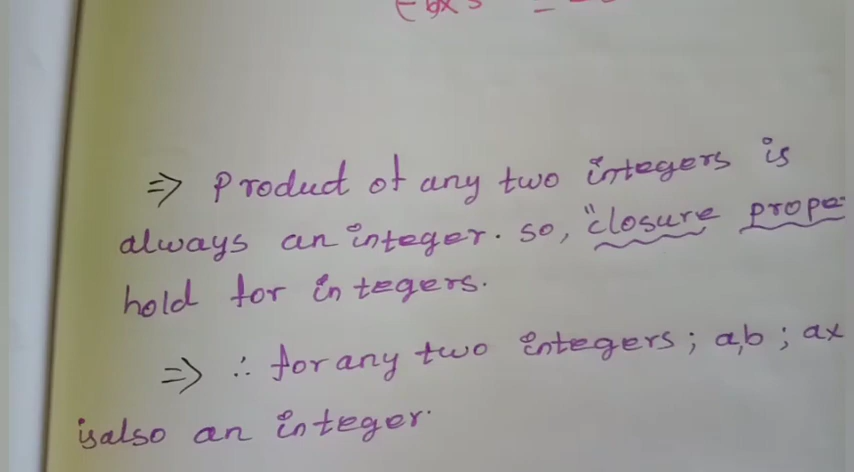 ⇒ Product of any two integers is
always an integer. so, "closure prope
hold for integers.
⇒ ∴ for any two integers; a,b; ax
is also an integer.